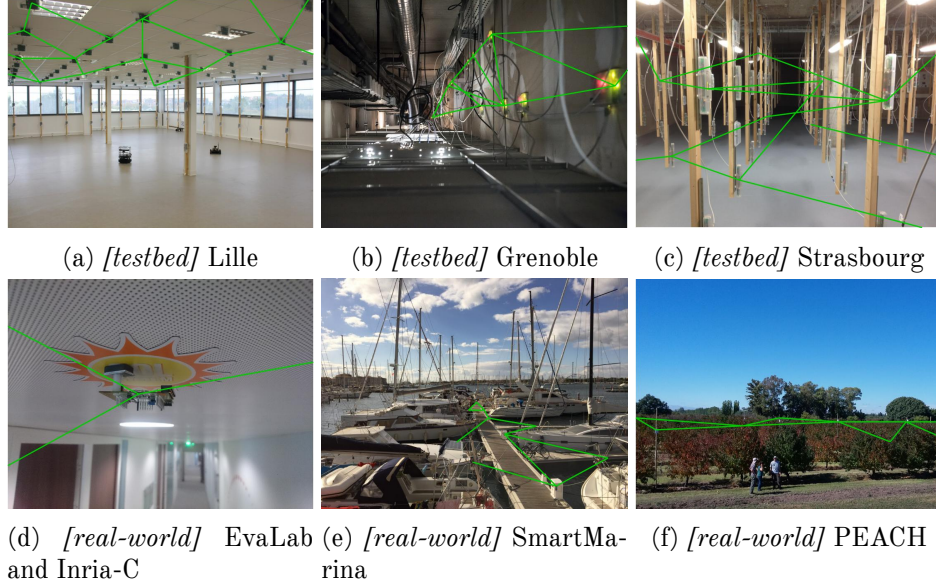 (a) [testbed] Lille
(b) [testbed] Grenoble
(c) [testbed] Strasbourg
(d) [real-world] EvaLab
and Inria-C
(e) [real-world] SmartMa-
rina
(f) [real-world] PEACH